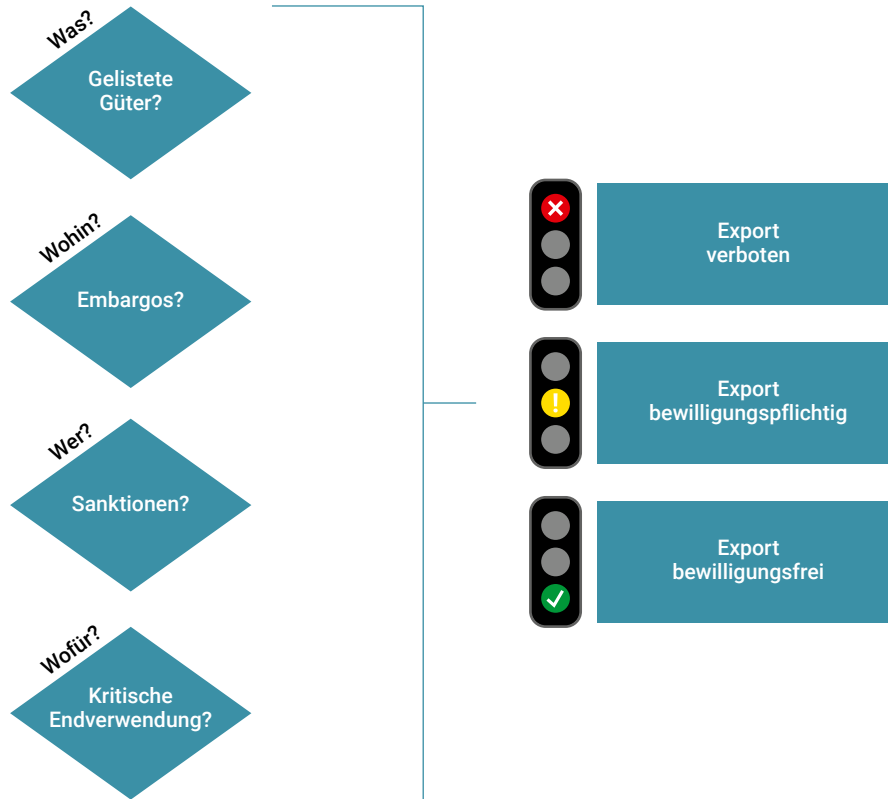 Was?
Gelistete
Güter?
Wohin?
Embargos?
Wer?
Sanktionen?
Wofür?
Kritische
Endverwendung?
Export
verboten
Export
bewilligungspflichtig
Export
bewilligungsfrei